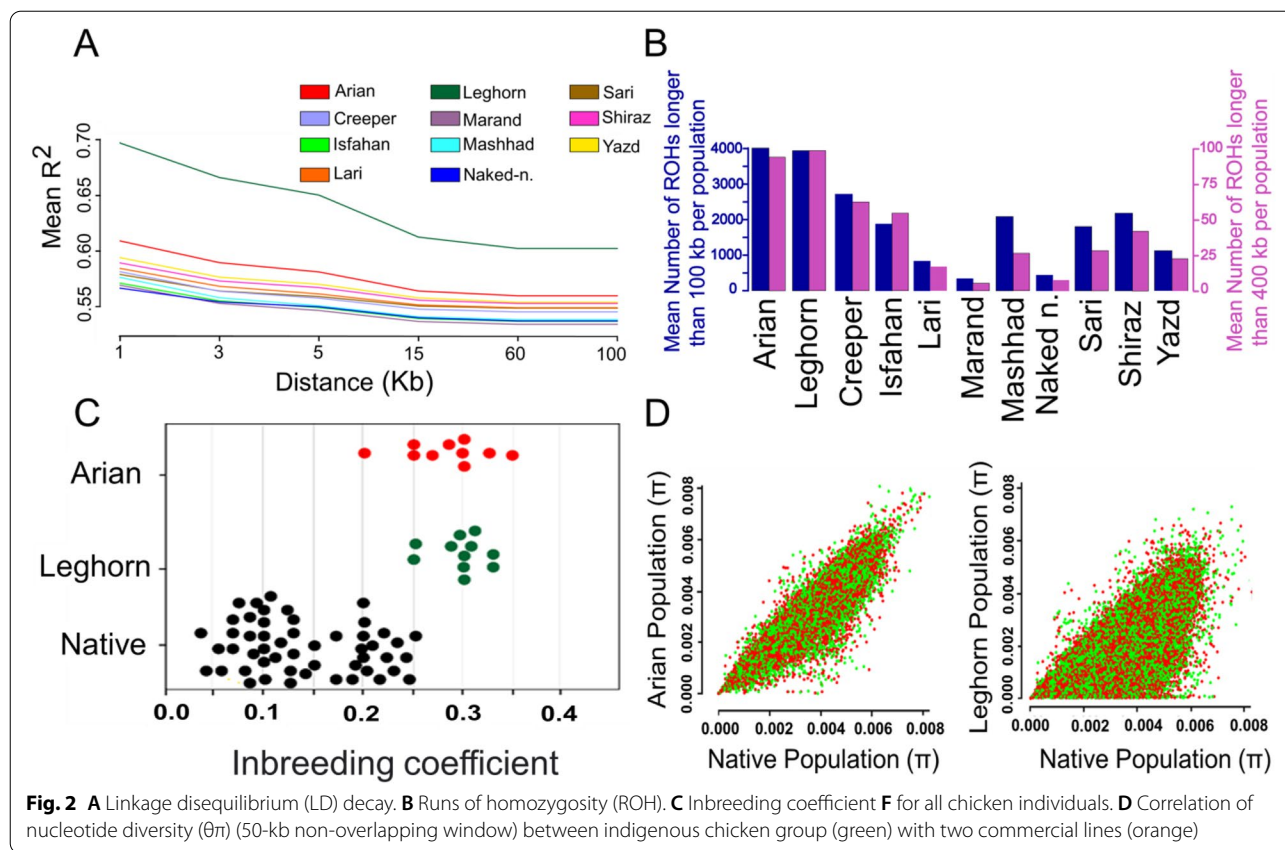 A
Arian
Creeper
Isfahan
Lari
Leghorn
Marand
Mashhad
Naked-n.
Sari
Shiraz
Yazd
Mean R2
0.70
0.65
0.60
0.55
1 3 5 15 60 100
Distance (Kb)
B
Mean Number of ROHs longer
than 100 kb per population
4000
3000
2000
1000
0
100
75
50
25
0
Mean Number of ROHs longer
than 400 kb per population
Arian
Leghorn
Creeper
Isfahan
Lari
Marand
Mashhad
Naked n.
Sari
Shiraz
Yazd
C
Arian
Leghorn
Native
0.0 0.1 0.2 0.3 0.4
Inbreeding coefficient
D
Arian Population (π)
0.008
0.006
0.004
0.002
0.000
0.000 0.002 0.004 0.006 0.008
Native Population (π)
Leghorn Population (π)
0.008
0.006
0.004
0.002
0.000
0.000 0.002 0.004 0.006 0.008
Native Population (π)
Fig. 2 A Linkage disequilibrium (LD) decay. B Runs of homozygosity (ROH). C Inbreeding coefficient F for all chicken individuals. D Correlation of
nucleotide diversity (θπ) (50-kb non-overlapping window) between indigenous chicken group (green) with two commercial lines (orange)